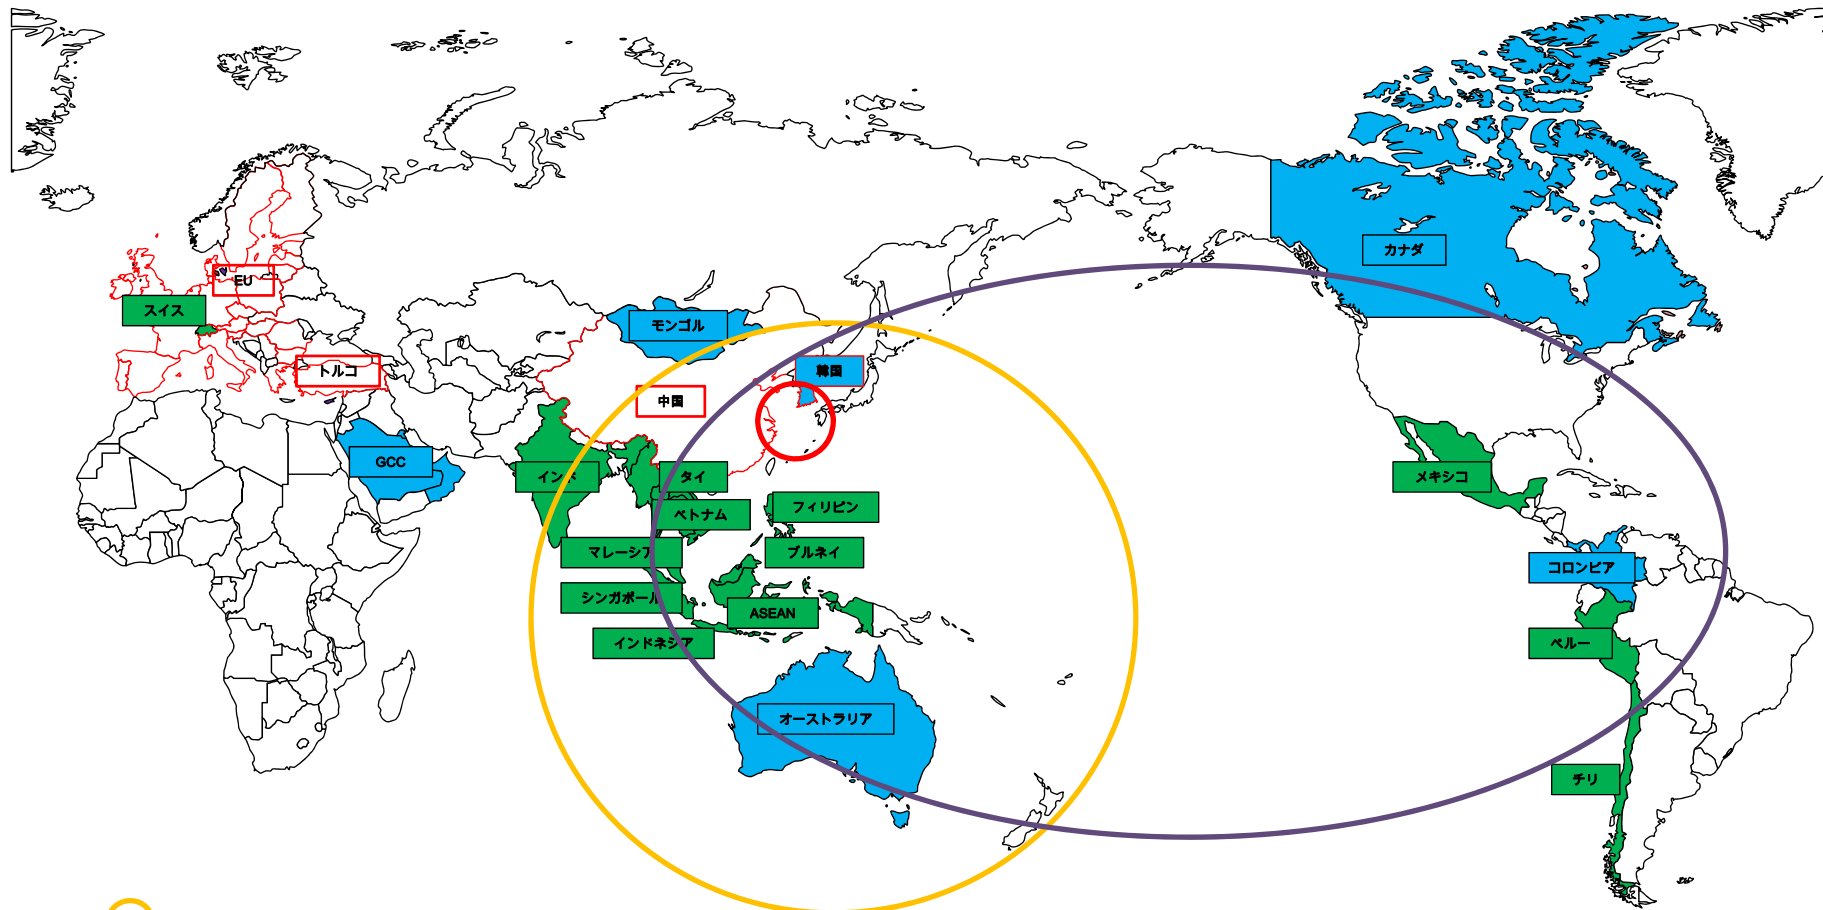 カナダ
EU
スイス
モンゴル
トルコ
韓国
中国
GCC
インド
タイ
メキシコ
ベトナム
フィリピン
マレーシア
ブルネイ
コロンビア
シンガポール
ASEAN
インドネシア
ペルー
オーストラリア
チリ